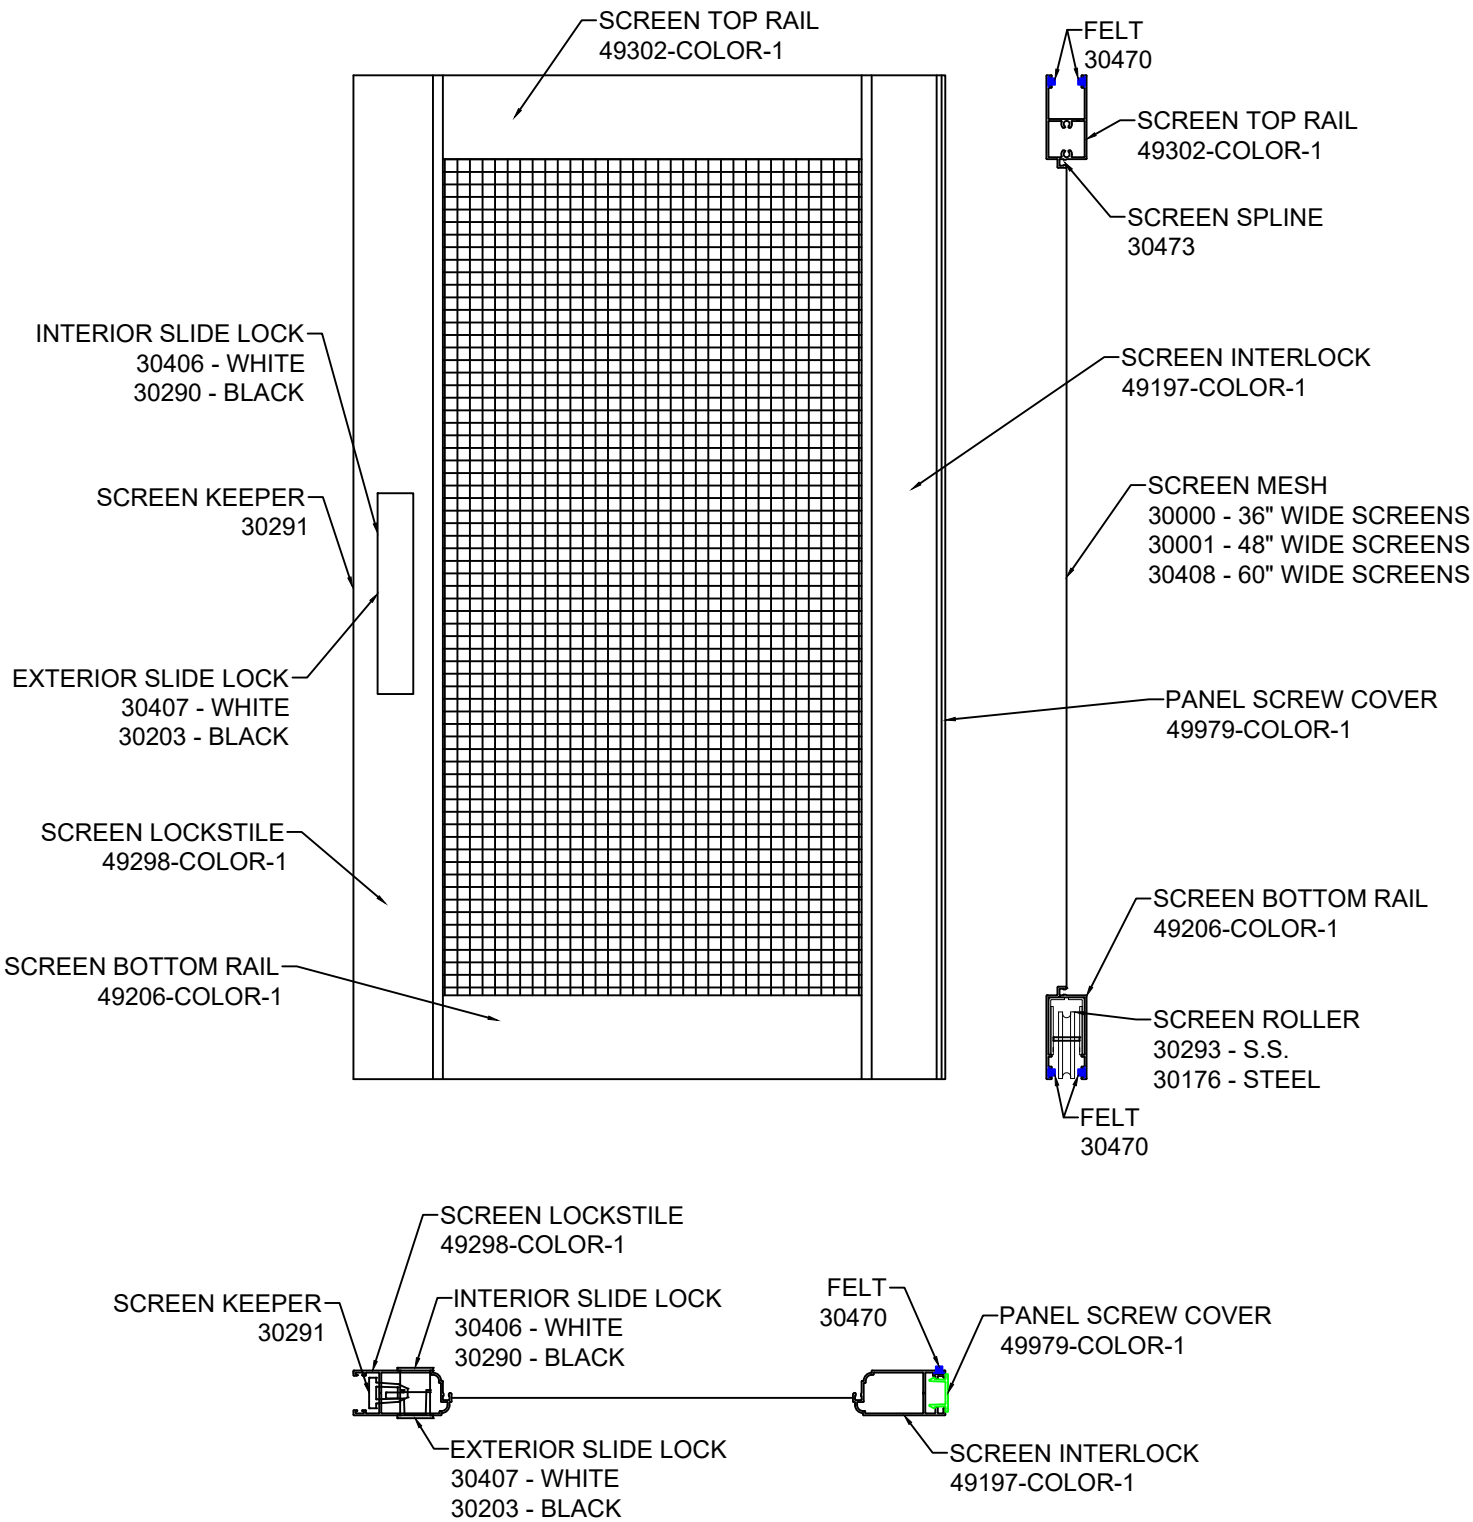 SCREEN TOP RAIL
49302-COLOR-1
FELT
30470
SCREEN TOP RAIL
49302-COLOR-1
SCREEN SPLINE
30473
INTERIOR SLIDE LOCK
30406 - WHITE
30290 - BLACK
SCREEN INTERLOCK
49197-COLOR-1
SCREEN KEEPER
30291
SCREEN MESH
30000 - 36" WIDE SCREENS
30001 - 48" WIDE SCREENS
30408 - 60" WIDE SCREENS
EXTERIOR SLIDE LOCK
30407 - WHITE
30203 - BLACK
PANEL SCREW COVER
49979-COLOR-1
SCREEN LOCKSTILE
49298-COLOR-1
SCREEN BOTTOM RAIL
49206-COLOR-1
SCREEN BOTTOM RAIL
49206-COLOR-1
SCREEN ROLLER
30293 - S.S.
30176 - STEEL
FELT
30470
SCREEN LOCKSTILE
49298-COLOR-1
SCREEN KEEPER
30291
INTERIOR SLIDE LOCK
30406 - WHITE
30290 - BLACK
FELT
30470
PANEL SCREW COVER
49979-COLOR-1
EXTERIOR SLIDE LOCK
30407 - WHITE
30203 - BLACK
SCREEN INTERLOCK
49197-COLOR-1